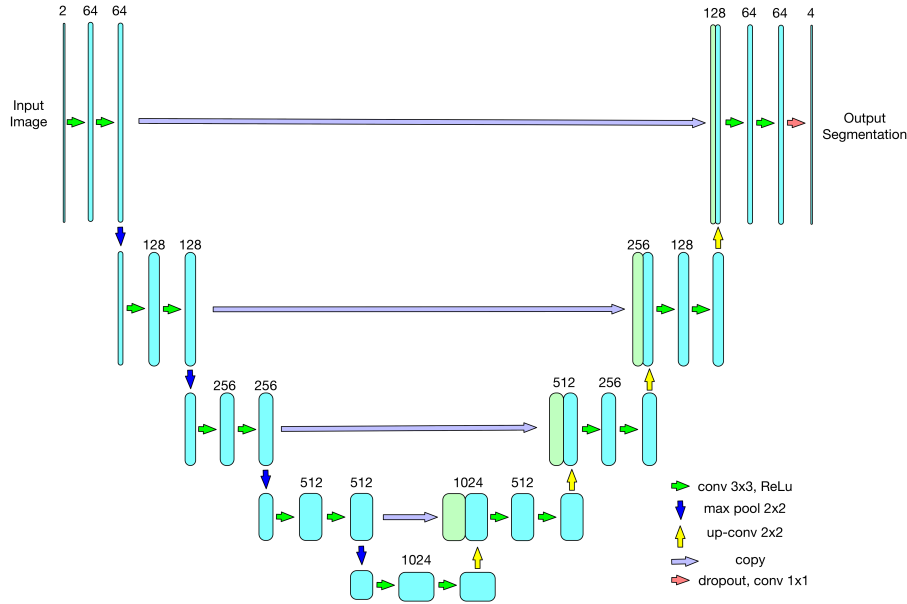 2 64 64
128 64 64 4
Input
Image
Output
Segmentation
128 128
256 128
256 256
512 256
512 512
1024 512
1024
conv 3x3, ReLu
max pool 2x2
up-conv 2x2
copy
dropout, conv 1x1